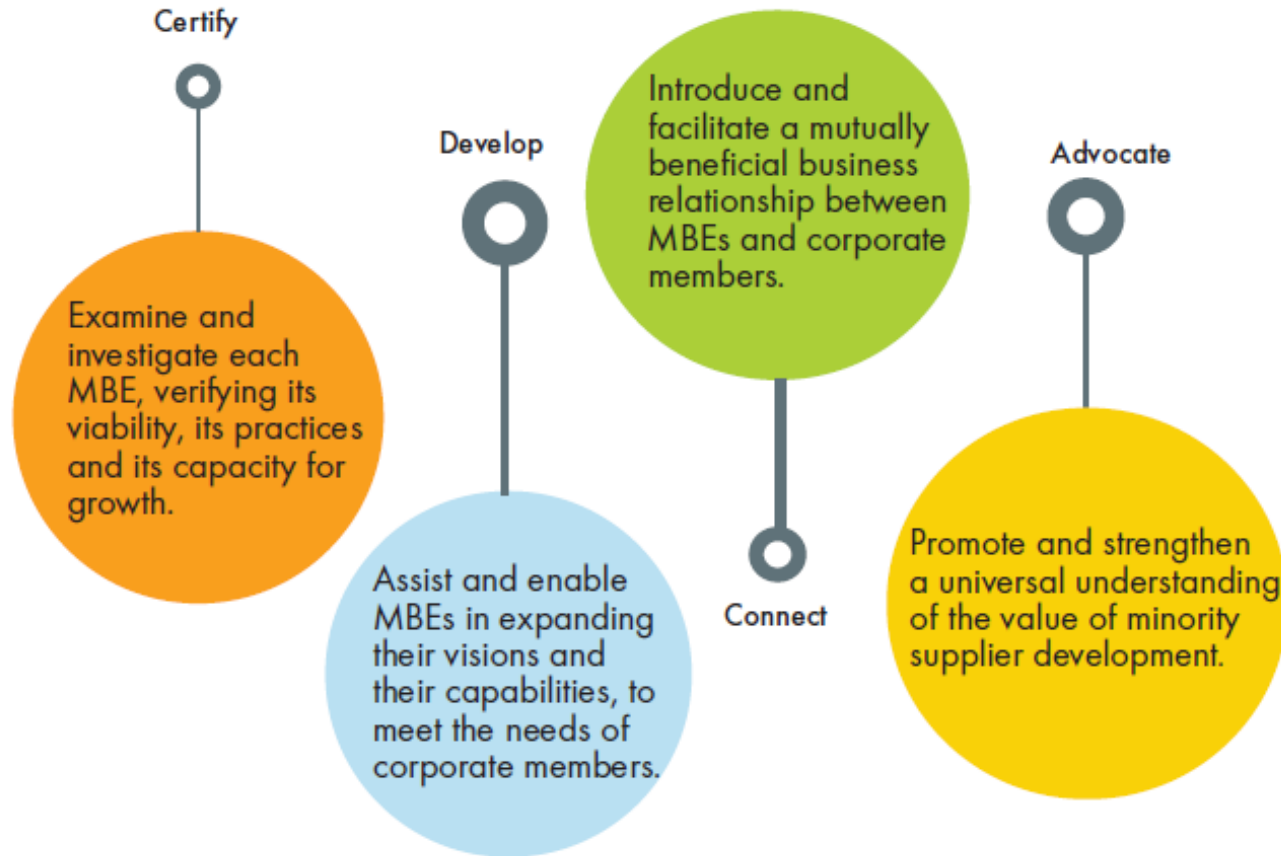 Certify
Examine and
investigate each
MBE, verifying its
viability, its practices
and its capacity for
growth.
Develop
Assist and enable
MBEs in expanding
their visions and
their capabilities, to
meet the needs of
corporate members.
Introduce and
facilitate a mutually
beneficial business
relationship between
MBEs and corporate
members.
Connect
Advocate
Promote and strengthen
a universal understanding
of the value of minority
supplier development.